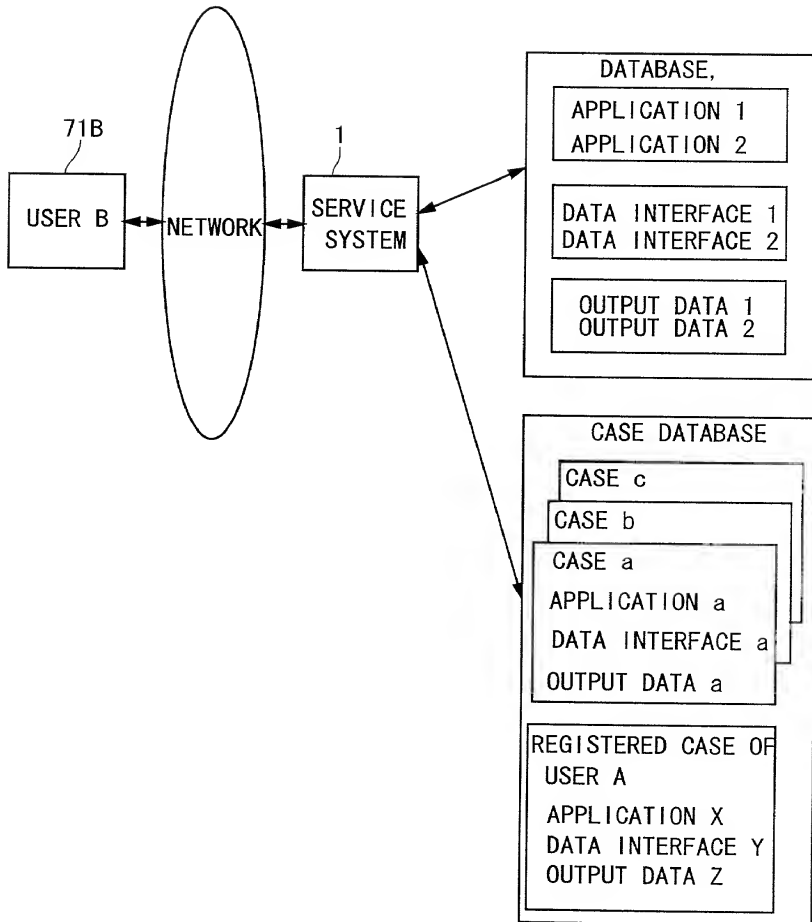 71B
USER B
NETWORK
1
SERVICE
SYSTEM
DATABASE,
APPLICATION 1
APPLICATION 2
DATA INTERFACE 1
DATA INTERFACE 2
OUTPUT DATA 1
OUTPUT DATA 2
CASE DATABASE
CASE c
CASE b
CASE a
APPLICATION a
DATA INTERFACE a
OUTPUT DATA a
REGISTERED CASE OF
USER A
APPLICATION X
DATA INTERFACE Y
OUTPUT DATA Z